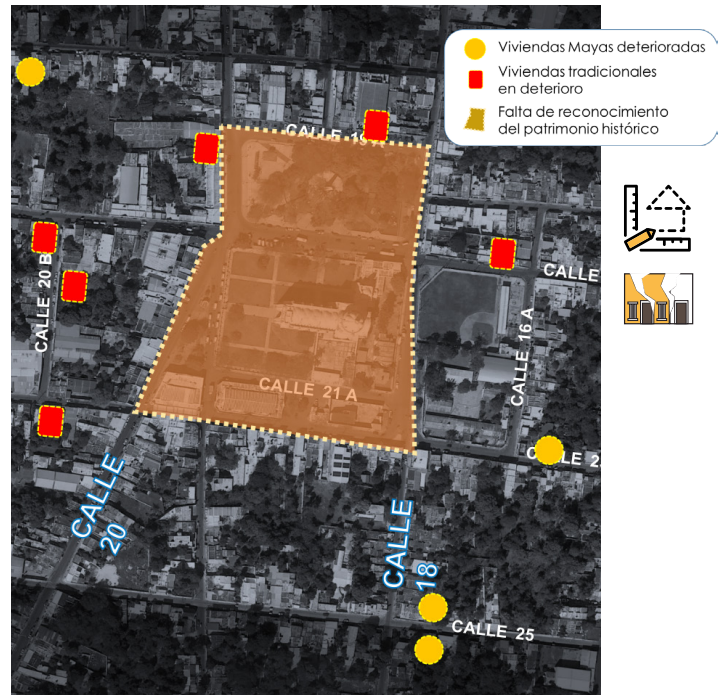 Viviendas Mayas deterioradas
Viviendas tradicionales
en deterioro
Falta de reconocimiento
del patrimonio histórico
CALLE 19
CALLE 20 B
CALLE
CALLE 16 A
CALLE 21 A
CALLE 2
CALLE
20
CALLE
18
CALLE 25